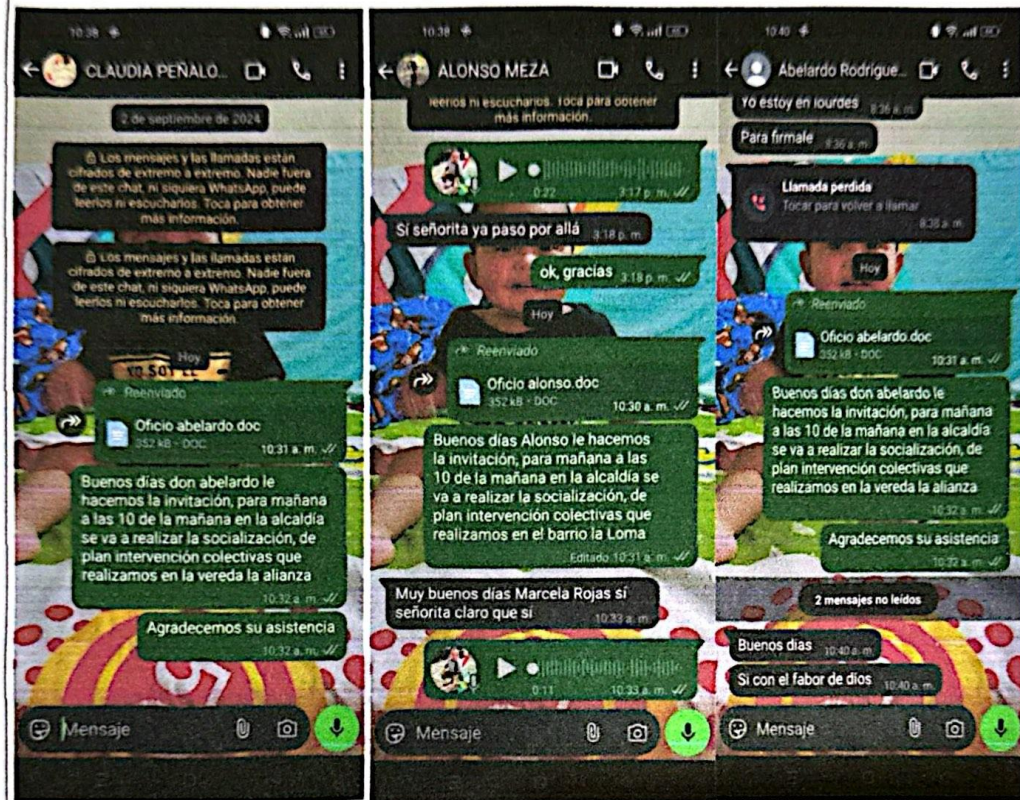 10:38
CLAUDIA PEÑALO...
2 de septiembre de 2024
Los mensajes y las llamadas están
cifrados de extremo a extremo. Nadie fuera
de este chat, ni siquiera WhatsApp, puede
leerlos ni escucharlos. Toca para obtener
más información.
Los mensajes y las llamadas están
cifrados de extremo a extremo. Nadie fuera
de este chat, ni siquiera WhatsApp, puede
leerlos ni escucharlos. Toca para obtener
más información.
Hoy
YO SOY EL
Reenviado
Oficio abelardo.doc
352 kB · DOC
10:31 a. m.
Buenos días don abelardo le
hacemos la invitación, para mañana
a las 10 de la mañana en la alcaldía
se va a realizar la socialización, de
plan intervención colectivas que
realizamos en la vereda la alianza
10:32 a. m.
Agradecemos su asistencia
10:32 a. m.
Mensaje
10:38
ALONSO MEZA
leerlos ni escucharlos. Toca para obtener
más información.
0:22 3:17 p. m.
Sí señorita ya paso por allá 3:18 p. m.
ok, gracias 3:18 p. m.
Hoy
Reenviado
Oficio alonso.doc
352 kB · DOC
10:30 a. m.
Buenos días Alonso le hacemos
la invitación, para mañana a las
10 de la mañana en la alcaldía se
va a realizar la socialización, de
plan intervención colectivas que
realizamos en el barrio la Loma
Editado 10:31 a. m.
Muy buenos días Marcela Rojas sí
señorita claro que sí 10:33 a. m.
0:11 10:33 a. m.
Mensaje
10:40
Abelardo Rodrigue...
Yo estoy en lourdes 8:36 a. m.
Para firmale 8:36 a. m.
Llamada perdida
Tocar para volver a llamar
8:38 a. m.
Hoy
Reenviado
Oficio abelardo.doc
352 kB · DOC
10:31 a. m.
Buenos días don abelardo le
hacemos la invitación, para mañana
a las 10 de la mañana en la alcaldía
se va a realizar la socialización, de
plan intervención colectivas que
realizamos en la vereda la alianza
10:32 a. m.
Agradecemos su asistencia
10:32 a. m.
2 mensajes no leídos
Buenos dias 10:40 a. m.
Si con el fabor de dios 10:40 a. m.
Mensaje